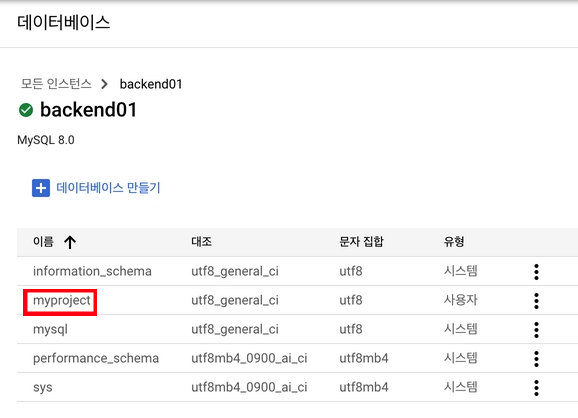 데이터베이스
모든 인스턴스 > backend01
backend01
MySQL 8.0
데이터베이스 만들기
이름 ↑ 대조 문자 집합 유형
information_schema utf8_general_ci utf8 시스템
myproject utf8_general_ci utf8 사용자
mysql utf8_general_ci utf8 시스템
performance_schema utf8mb4_0900_ai_ci utf8mb4 시스템
sys utf8mb4_0900_ai_ci utf8mb4 시스템